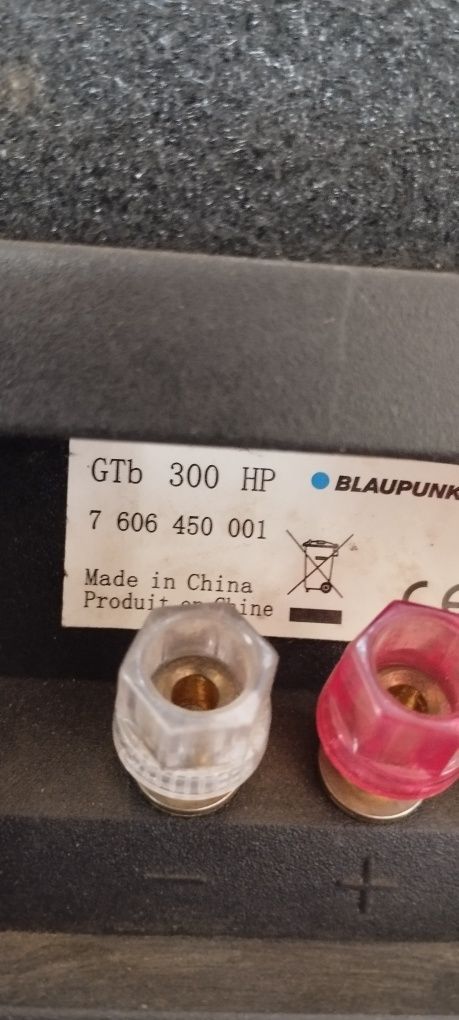 GTb 300 HP
BLAUPUNK
7 606 450 001
Made in China
Produit en Chine
CE
- +